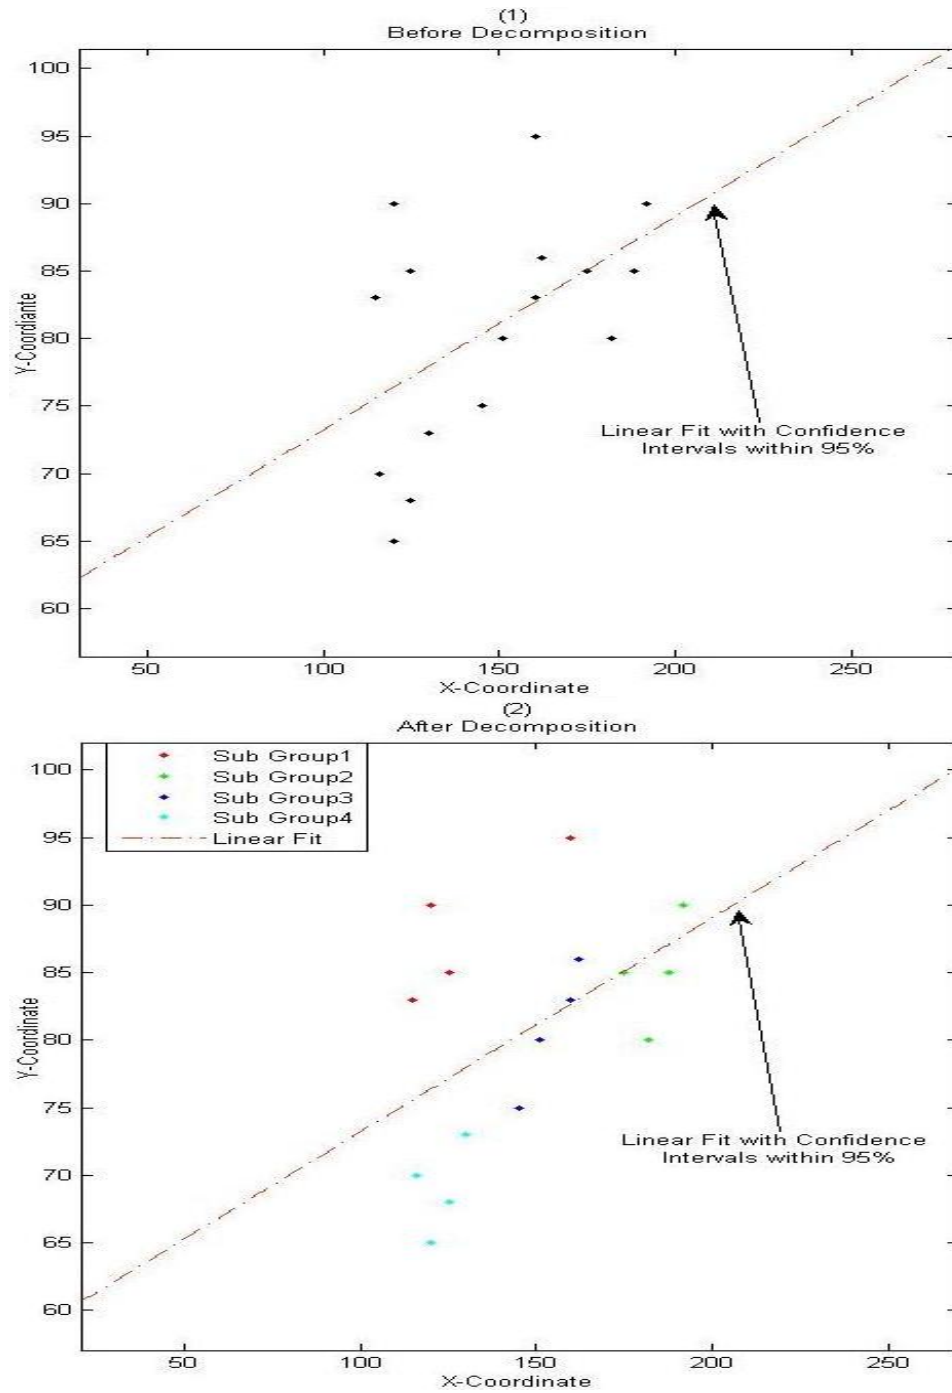 (1)
Before Decomposition
100
95
90
85
80
75
70
65
60
Y-Coordiante
Linear Fit with Confidence
Intervals within 95%
50
100
150
200
250
X-Coordinate
(2)
After Decomposition
Sub Group1
Sub Group2
Sub Group3
Sub Group4
Linear Fit
100
95
90
85
80
75
70
65
60
Y-Coordinate
Linear Fit with Confidence
Intervals within 95%
50
100
150
200
250
X-Coordinate